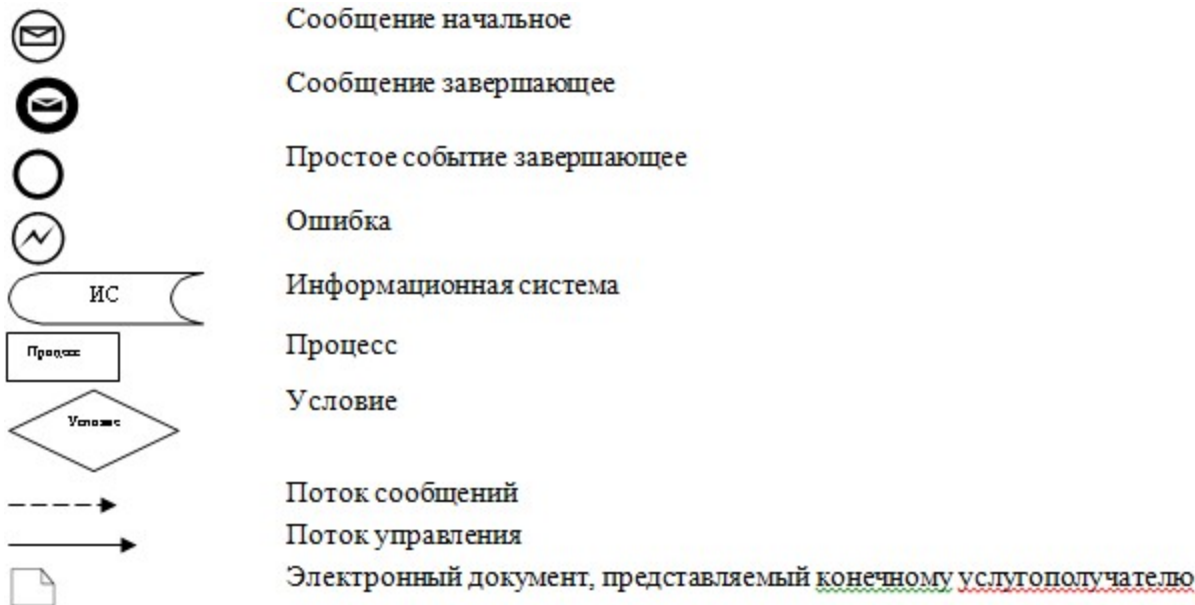 Сообщение начальное
Сообщение завершающее
Простое событие завершающее
Ошибка
ИС
Информационная система
Процесс
Процесс
Условие
Условие
Поток сообщений
Поток управления
Электронный документ, представляемый конечному услугополучателю